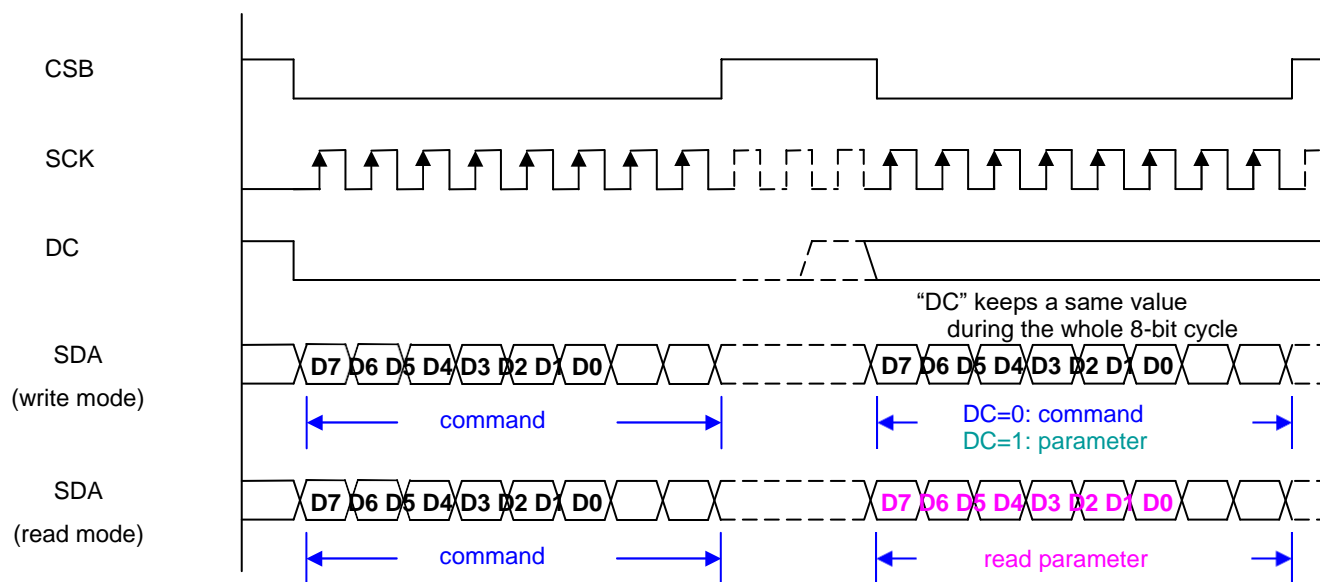 CSB
SCK
DC
“DC” keeps a same value
during the whole 8-bit cycle
SDA
(write mode)
D7 D6 D5 D4 D3 D2 D1 D0
D7 D6 D5 D4 D3 D2 D1 D0
command
DC=0: command
DC=1: parameter
SDA
(read mode)
D7 D6 D5 D4 D3 D2 D1 D0
D7 D6 D5 D4 D3 D2 D1 D0
command
read parameter